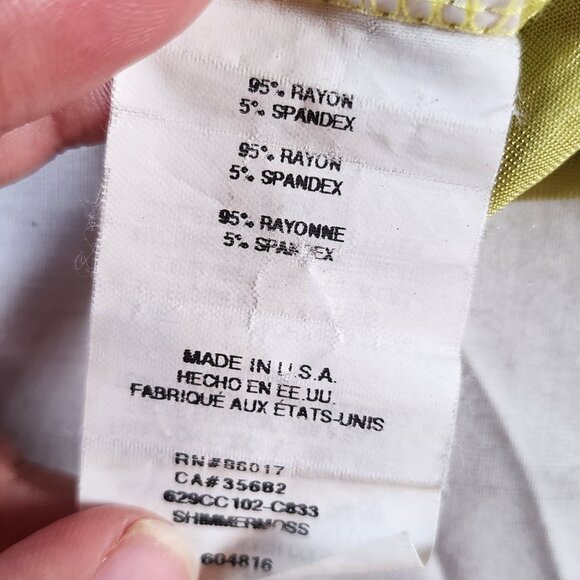 95% RAYON
5% SPANDEX
95% RAYON
5% SPANDEX
95% RAYONNE
5% SPANDEX
MADE IN U.S.A.
HECHO EN EE.UU.
FABRIQUÉ AUX ÉTATS-UNIS
RN#86017
CA#35682
629CC102-C833
SHIMMERMOSS
604816